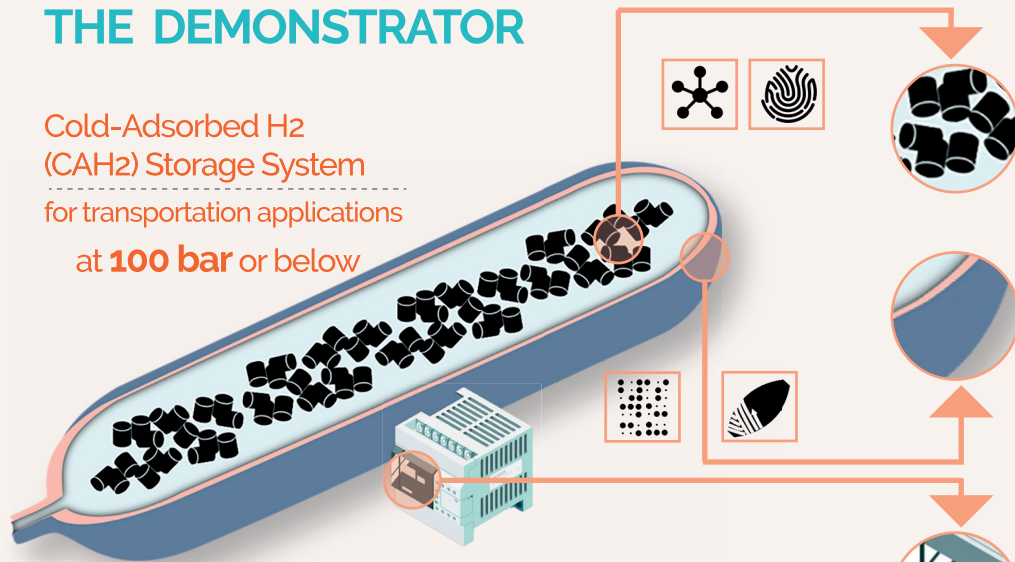 THE DEMONSTRATOR
Cold-Adsorbed H2
(CAH2) Storage System
for transportation applications
at 100 bar or below